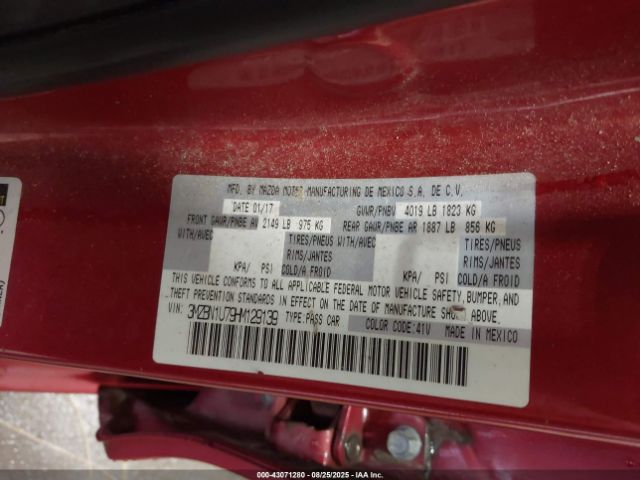 MFD. BY MAZDA MOTOR MANUFACTURING DE MEXICO S.A. DE C.V.
DATE 01/17 GVWR/PNBV 4019 LB 1823 KG
FRONT GAWR/PNBE AV 2149 LB 975 KG REAR GAWR/PNBE AR 1887 LB 856 KG
WITH/AVEC TIRES/PNEUS WITH/AVEC TIRES/PNEUS
RIMS/JANTES RIMS/JANTES
KPA/ PSI COLD/A FROID KPA/ PSI COLD/A FROID
THIS VEHICLE CONFORMS TO ALL APPLICABLE FEDERAL MOTOR VEHICLE SAFETY, BUMPER, AND
THEFT PREVENTION STANDARDS IN EFFECT ON THE DATE OF MANUFACTURE SHOWN ABOVE.
VIN: 3MZBN1U79HM129139 TYPE:PASS CAR COLOR CODE:41V MADE IN MEXICO
000-43071280 - 08/25/2025 - IAA Inc.